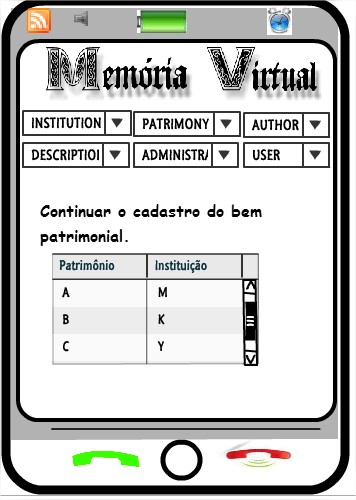 Memória Virtual
INSTITUTION PATRIMONY AUTHOR
DESCRIPTIOI ADMINISTRA USER
Continuar o cadastro do bem
patrimonial.
Patrimônio Instituição
A M
B K
C Y